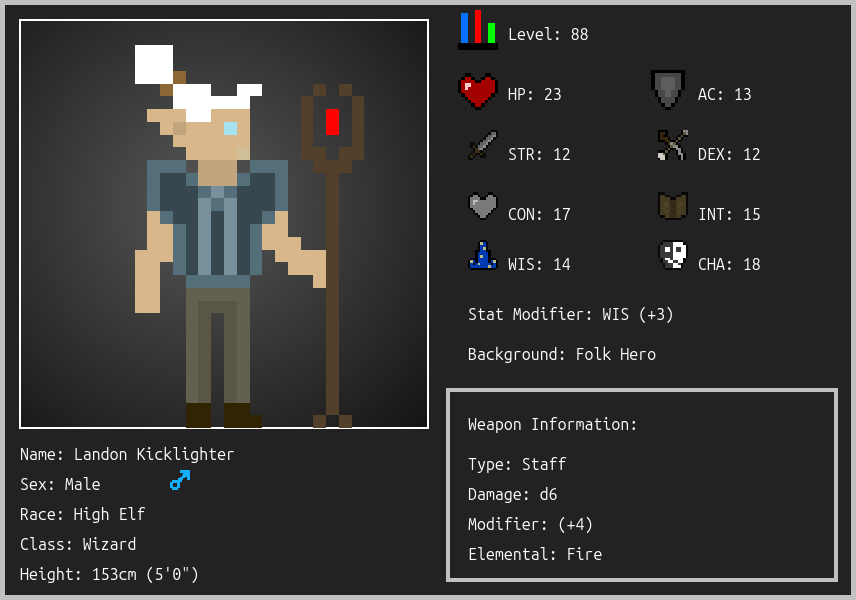 Level: 88
HP: 23
AC: 13
STR: 12
DEX: 12
CON: 17
INT: 15
WIS: 14
CHA: 18
Stat Modifier: WIS (+3)
Background: Folk Hero
Weapon Information:
Type: Staff
Damage: d6
Modifier: (+4)
Elemental: Fire
Name: Landon Kicklighter
Sex: Male
Race: High Elf
Class: Wizard
Height: 153cm (5'0")